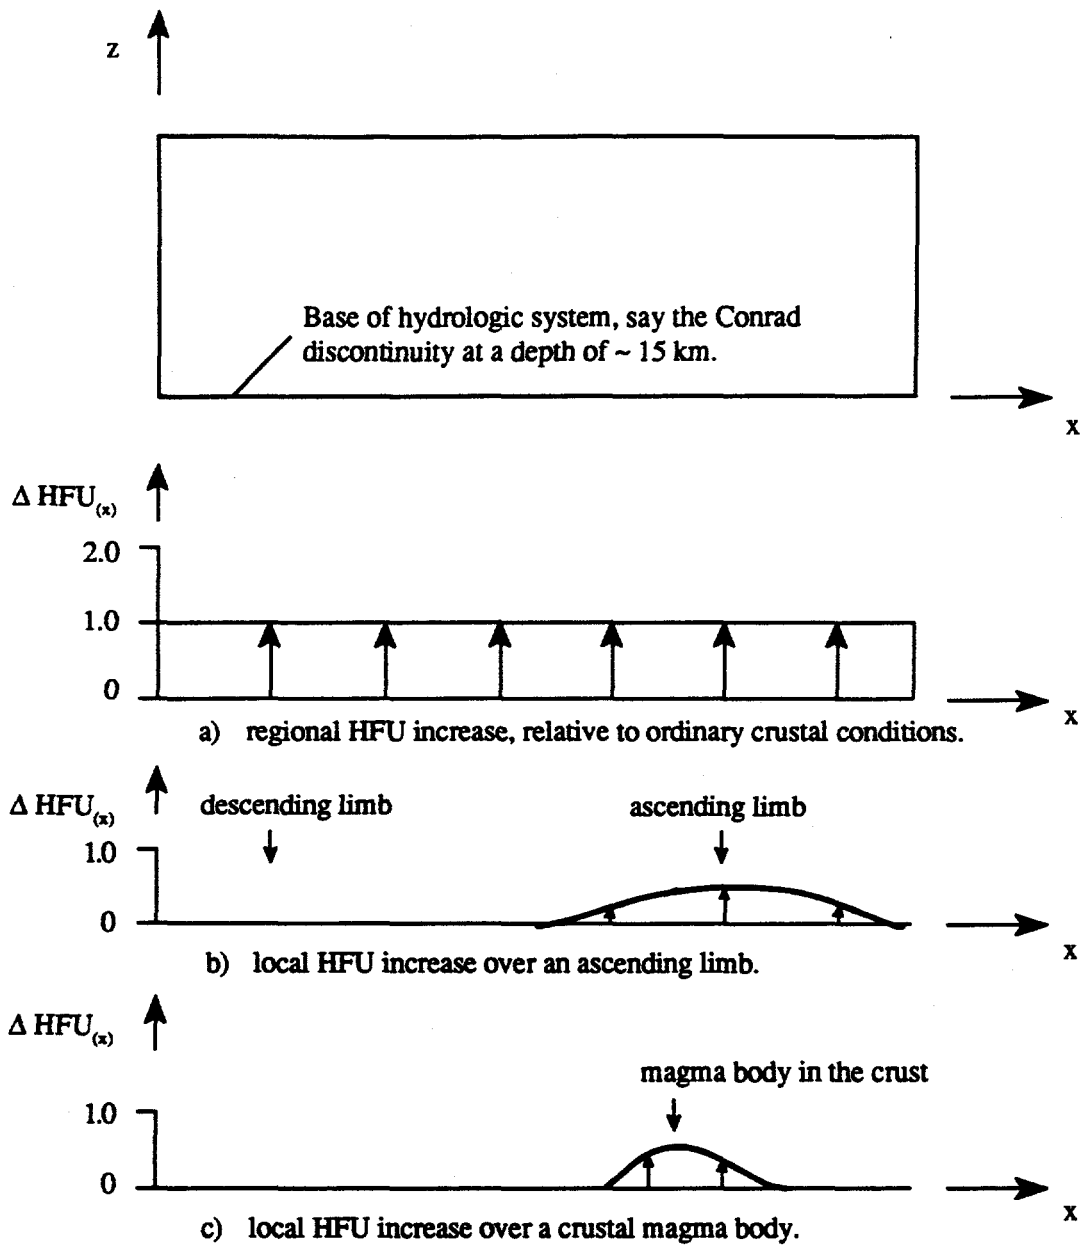 z
Base of hydrologic system, say the Conrad
discontinuity at a depth of ~ 15 km.
x
Δ HFU(x)
2.0
1.0
0
x
a) regional HFU increase, relative to ordinary crustal conditions.
Δ HFU(x)
descending limb
ascending limb
1.0
0
x
b) local HFU increase over an ascending limb.
Δ HFU(x)
magma body in the crust
1.0
0
x
c) local HFU increase over a crustal magma body.